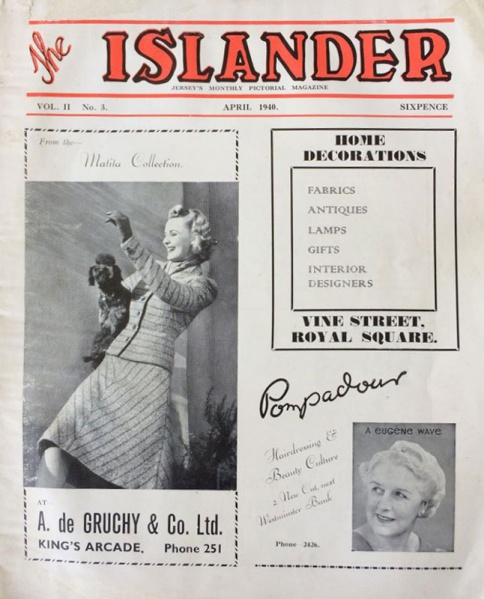 The ISLANDER
JERSEY'S MONTHLY PICTORIAL MAGAZINE
VOL. II No. 3. APRIL 1940. SIXPENCE
From the—
Matita Collection.
AT—
A. de GRUCHY & Co. Ltd.
KING'S ARCADE, Phone 251
HOME
DECORATIONS
FABRICS
ANTIQUES
LAMPS
GIFTS
INTERIOR
DESIGNERS
VINE STREET,
ROYAL SQUARE.
Pompadour
Hairdressing &
Beauty Culture
2 New Cut, next
Westminster Bank
Phone 2426.
A EUGENE WAVE